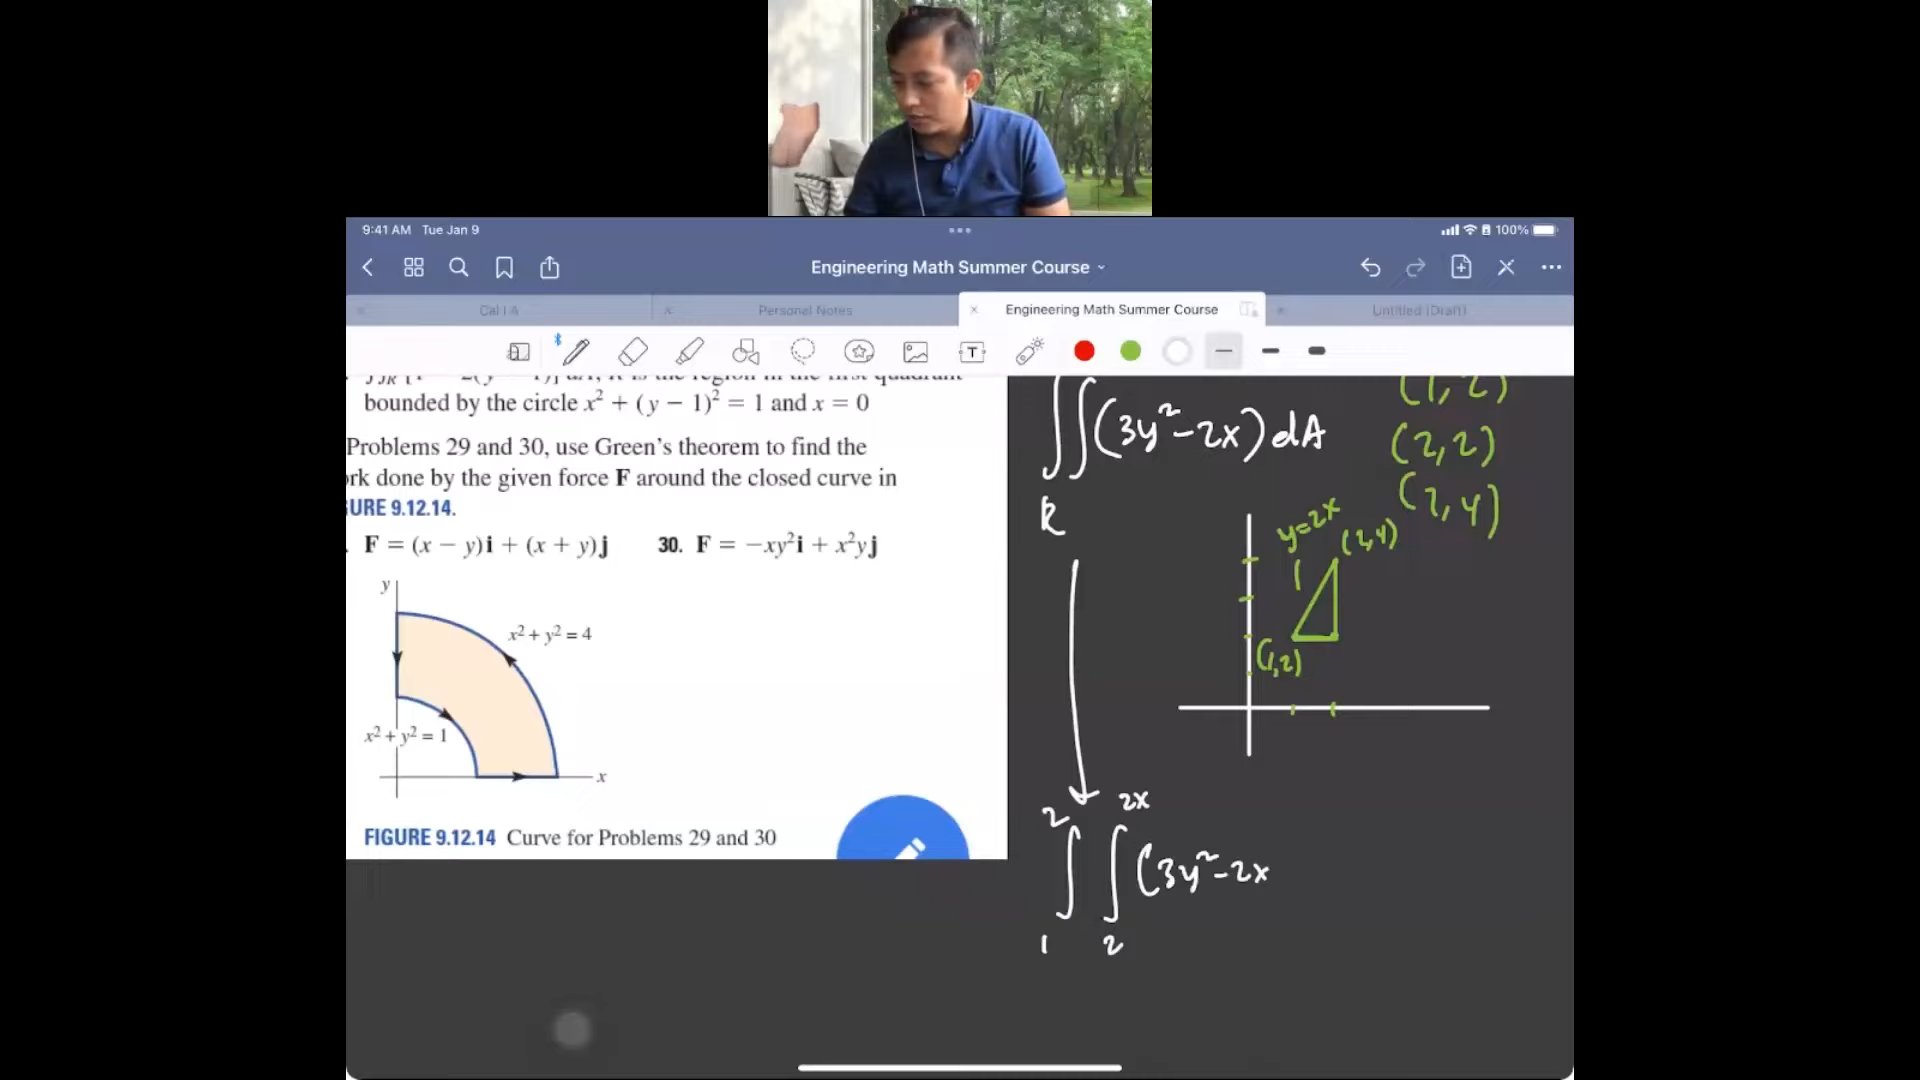 9:41 AM Tue Jan 9
100%
Engineering Math Summer Course
Cal I A
Personal Notes
Engineering Math Summer Course
Untitled (Draft)
T
bounded by the circle x² + (y − 1)² = 1 and x = 0
Problems 29 and 30, use Green's theorem to find the
rk done by the given force F around the closed curve in
URE 9.12.14.
F = (x − y)i + (x + y)j
30. F = −xy²i + x²yj
y
x² + y² = 4
x² + y² = 1
x
FIGURE 9.12.14 Curve for Problems 29 and 30
∬(3y²-2x)dA
R
(1,2)
(2,2)
(2,4)
y=2x
(2,4)
(1,2)
2 2x
∫ ∫ (3y²-2x
1 2